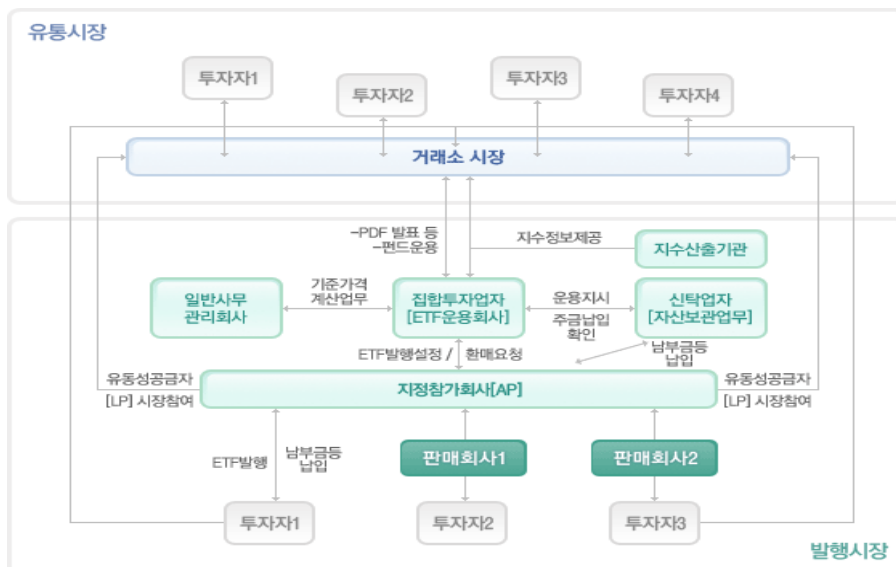 유통시장
투자자1
투자자2
투자자3
투자자4
거래소 시장
-PDF 발표 등
-펀드운용
지수정보제공
지수산출기관
일반사무
관리회사
기준가격
계산업무
집합투자업자
[ETF운용회사]
운용지시
주금납입
확인
신탁업자
[자산보관업무]
ETF발행설정 / 환매요청
남부금등
납입
유동성공급자
[LP] 시장참여
지정참가회사[AP]
유동성공급자
[LP] 시장참여
ETF발행
남부금등
납입
판매회사1
판매회사2
투자자1
투자자2
투자자3
발행시장